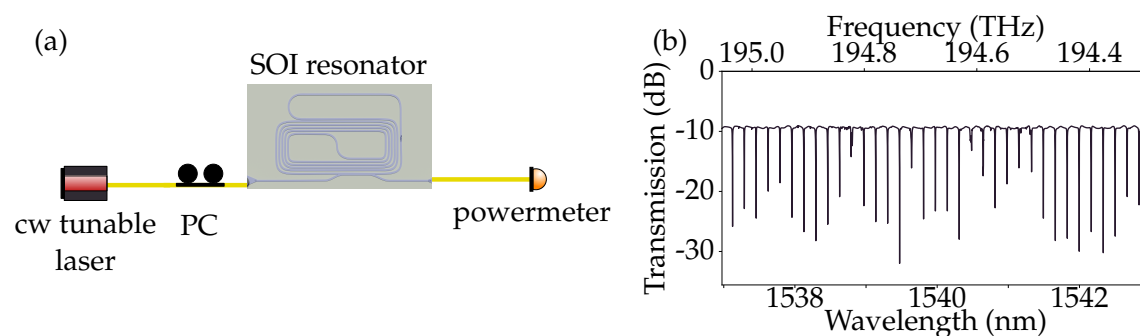 (a)
SOI resonator
cw tunable
laser
PC
powermeter
(b)
Frequency (THz)
195.0 194.8 194.6 194.4
Transmission (dB)
0
-10
-20
-30
1538 1540 1542
Wavelength (nm)